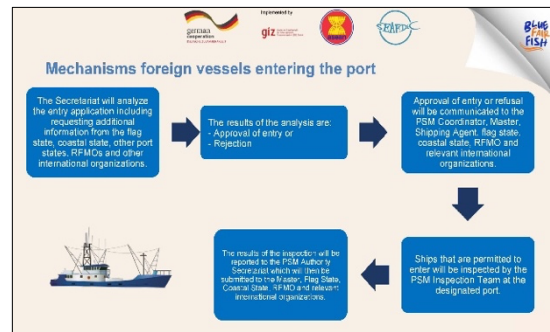 german
cooperation
Implemented by
giz
SEAFDEC
BLUE
FAIR
FISH
Mechanisms foreign vessels entering the port
The Secretariat will analyze
the entry application including
requesting additional
information from the flag
state, coastal state, other port
states, RFMOs and other
international organizations.
The results of the analysis are:
- Approval of entry or
- Rejection
Approval of entry or refusal
will be communicated to the
PSM Coordinator, Master,
Shipping Agent, flag state,
coastal state, RFMO and
relevant international
organizations.
The results of the inspection will be
reported to the PSM Authority
Secretariat which will then be
submitted to the Master, Flag State,
Coastal State, RFMO and relevant
international organizations.
Ships that are permitted to
enter will be inspected by the
PSM Inspection Team at the
designated port.